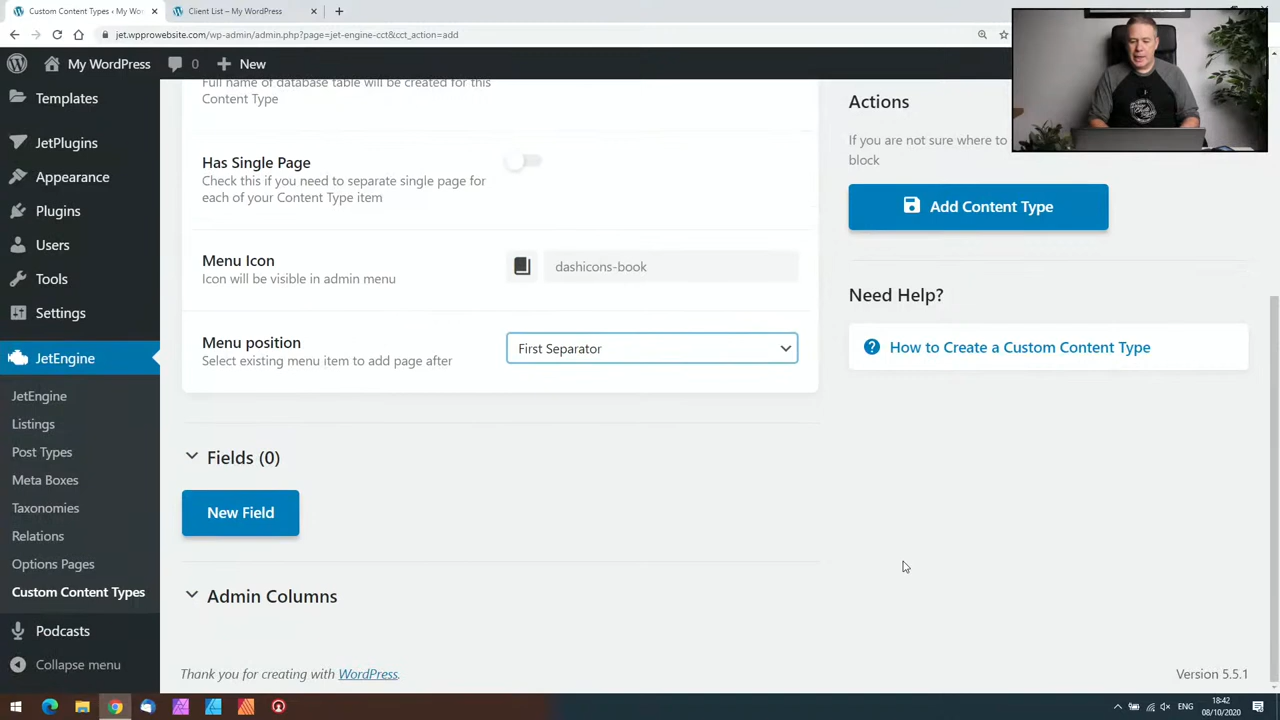 Custom Content Types ‹ My WordP
Client List – My WordPress
jet.wpprowebsite.com/wp-admin/admin.php?page=jet-engine-cct&cct_action=add
My WordPress
0
New
Templates
JetPlugins
Appearance
Plugins
Users
Tools
Settings
JetEngine
JetEngine
Listings
Post Types
Meta Boxes
Taxonomies
Relations
Options Pages
Custom Content Types
Podcasts
Collapse menu
Full name of database table will be created for this
Content Type
Has Single Page
Check this if you need to separate single page for
each of your Content Type item
Menu Icon
Icon will be visible in admin menu
dashicons-book
Menu position
Select existing menu item to add page after
First Separator
Fields (0)
New Field
Admin Columns
Actions
If you are not sure where to
block
Add Content Type
Need Help?
How to Create a Custom Content Type
Thank you for creating with WordPress.
Version 5.5.1
ENG
18:42
08/10/2020